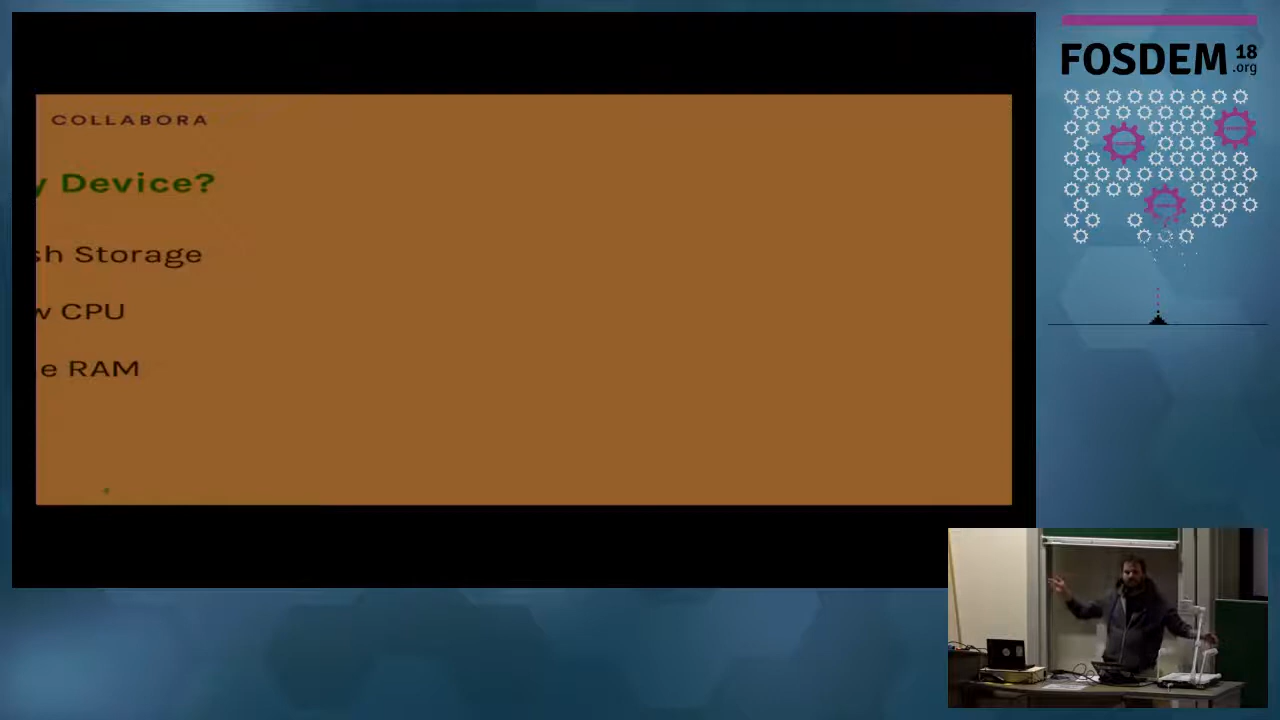 COLLABORA
y Device?
sh Storage
w CPU
e RAM
FOSDEM 18
.org